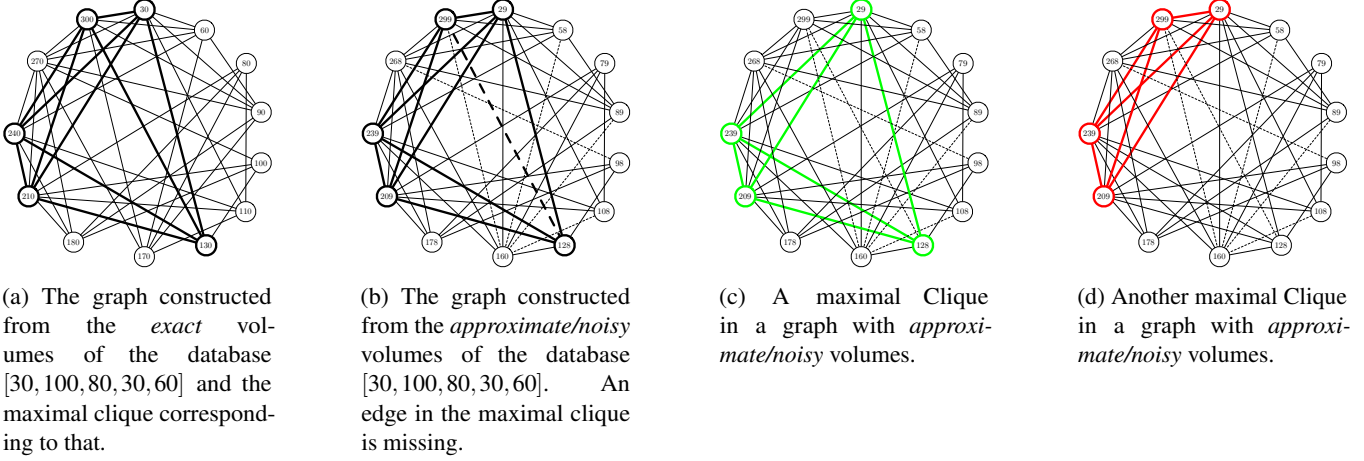 300
30
60
270
80
240
90
100
210
110
180
130
170
299
29
58
268
79
239
89
98
209
108
178
128
160
299
29
58
268
79
239
89
98
209
108
178
128
160
299
29
58
268
79
239
89
98
209
108
178
128
160
(a) The graph constructed
from the exact vol-
umes of the database
[30,100,80,30,60] and the
maximal clique correspond-
ing to that.
(b) The graph constructed
from the approximate/noisy
volumes of the database
[30,100,80,30,60]. An
edge in the maximal clique
is missing.
(c) A maximal Clique
in a graph with approxi-
mate/noisy volumes.
(d) Another maximal Clique
in a graph with approxi-
mate/noisy volumes.